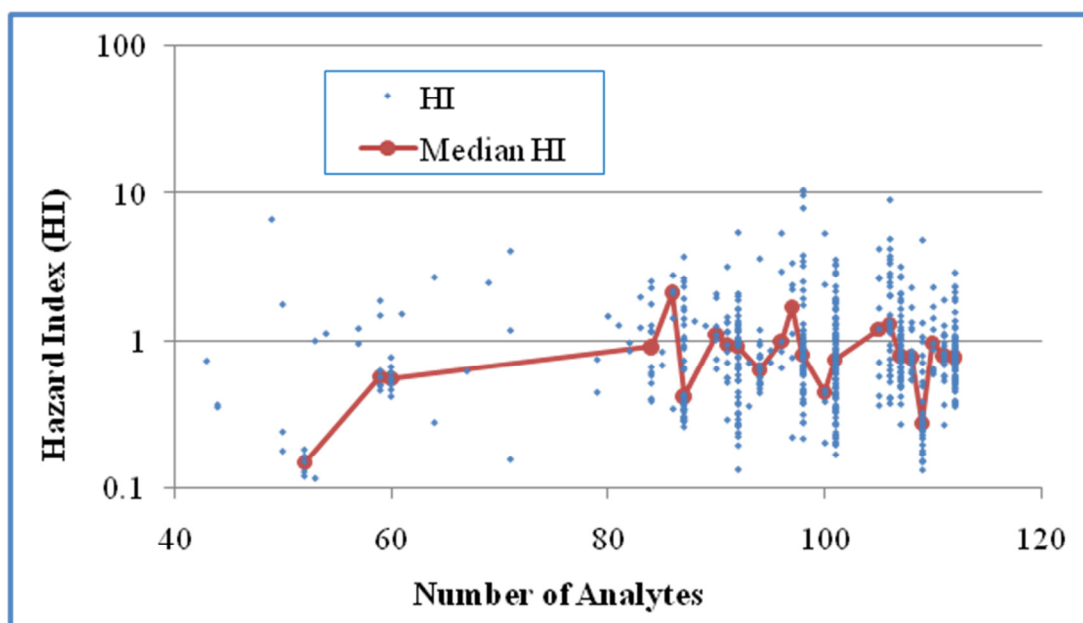 100
HI
Median HI
10
1
0.1
Hazard Index (HI)
40 60 80 100 120
Number of Analytes